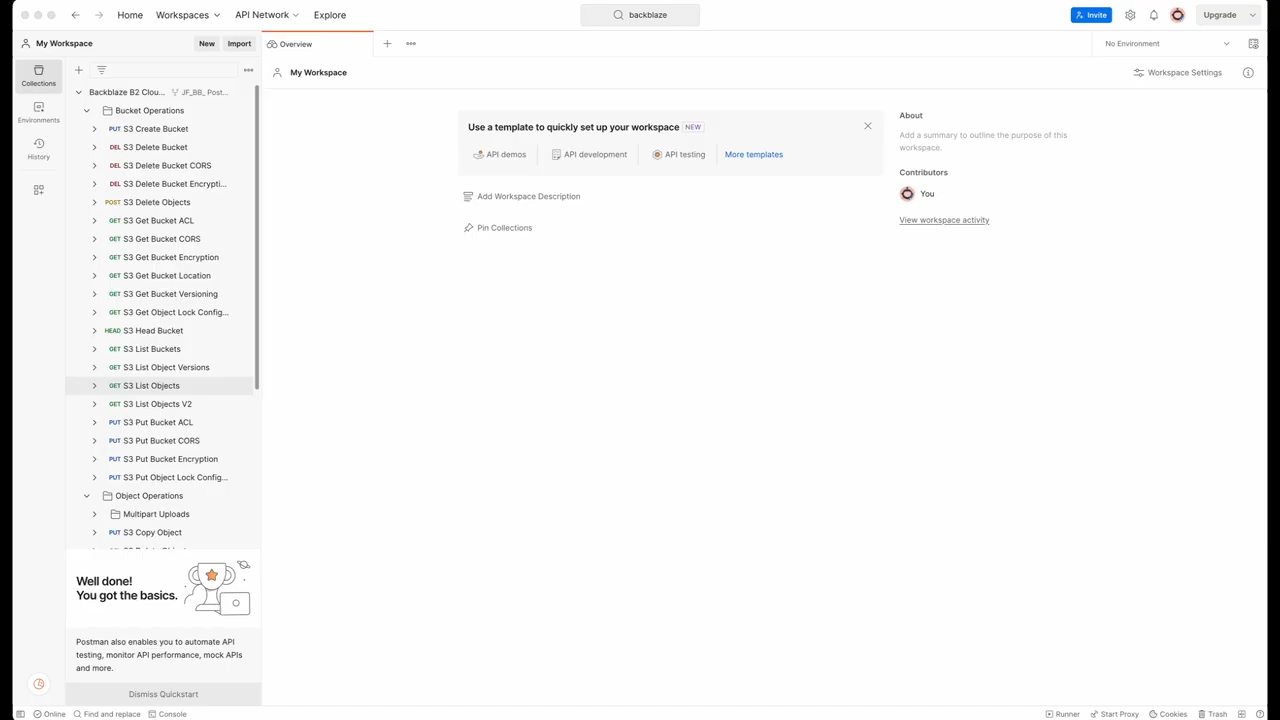 Home Workspaces API Network Explore backblaze Invite Upgrade
My Workspace New Import Overview No Environment
Collections
Environments
History
Backblaze B2 Clou... JF_BB_ Post...
Bucket Operations
PUT S3 Create Bucket
DEL S3 Delete Bucket
DEL S3 Delete Bucket CORS
DEL S3 Delete Bucket Encrypti...
POST S3 Delete Objects
GET S3 Get Bucket ACL
GET S3 Get Bucket CORS
GET S3 Get Bucket Encryption
GET S3 Get Bucket Location
GET S3 Get Bucket Versioning
GET S3 Get Object Lock Config...
HEAD S3 Head Bucket
GET S3 List Buckets
GET S3 List Object Versions
GET S3 List Objects
GET S3 List Objects V2
PUT S3 Put Bucket ACL
PUT S3 Put Bucket CORS
PUT S3 Put Bucket Encryption
PUT S3 Put Object Lock Config...
Object Operations
Multipart Uploads
PUT S3 Copy Object
Well done!
You got the basics.
Postman also enables you to automate API
testing, monitor API performance, mock APIs
and more.
Dismiss Quickstart
My Workspace Workspace Settings
Use a template to quickly set up your workspace NEW
API demos API development API testing More templates
Add Workspace Description
Pin Collections
About
Add a summary to outline the purpose of this
workspace.
Contributors
You
View workspace activity
Online Find and replace Console Runner Start Proxy Cookies Trash